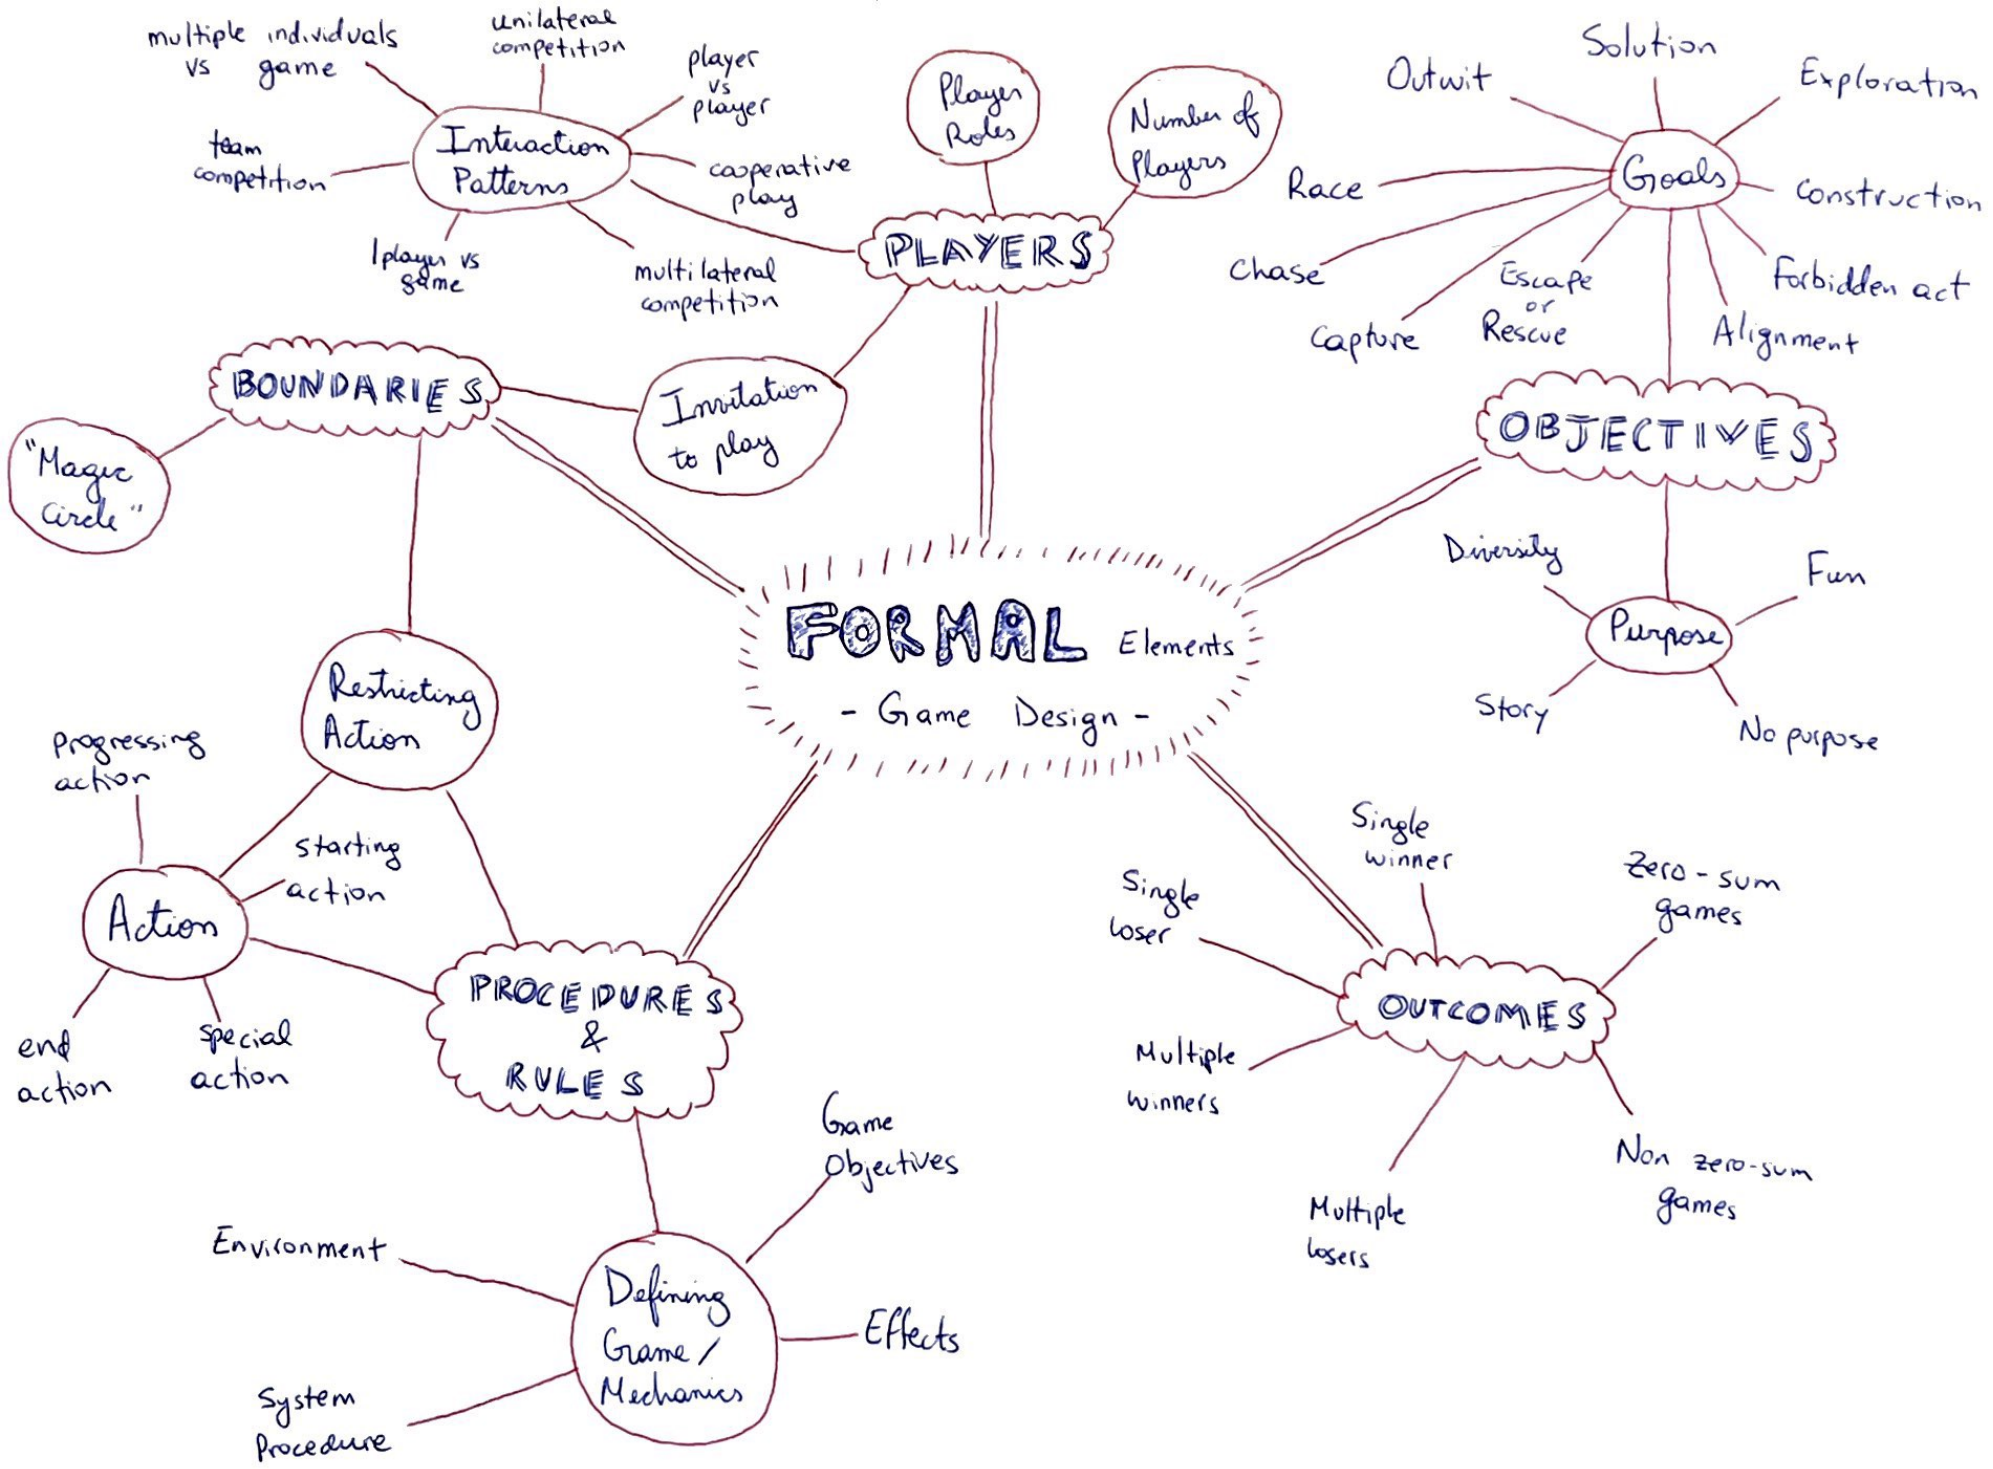 multiple individuals
vs game
unilateral
competition
player
vs
player
team
competition
Interaction
Patterns
cooperative
play
1player vs
game
multilateral
competition
Player
Roles
Number of
Players
PLAYERS
Solution
Outwit
Exploration
Goals
Race
Construction
Chase
Escape
or
Rescue
Forbidden act
Capture
Alignment
BOUNDARIES
Invitation
to play
"Magic
Circle"
OBJECTIVES
Diversity
Fun
Purpose
Story
No purpose
FORMAL Elements
- Game Design -
Restricting
Action
progressing
action
starting
action
Action
end
action
special
action
PROCEDURES
&
RULES
Single
winner
Single
loser
Zero-sum
games
OUTCOMES
Multiple
winners
Multiple
losers
Non zero-sum
games
Game
Objectives
Environment
Defining
Game/
Mechanics
Effects
System
Procedure